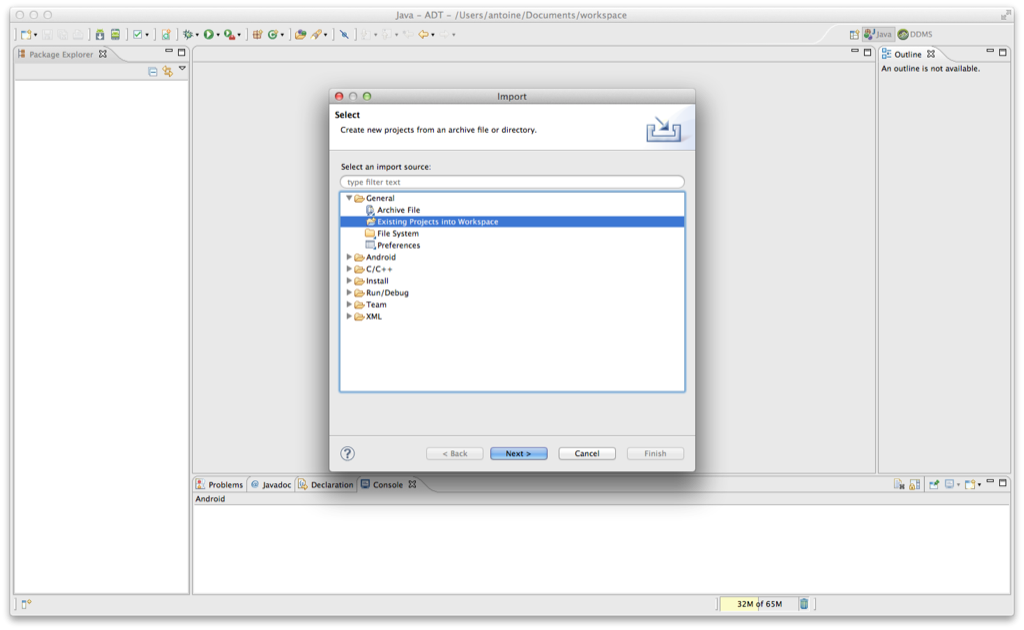 Java – ADT – /Users/antoine/Documents/workspace
Java
DDMS
Package Explorer
Outline
An outline is not available.
Import
Select
Create new projects from an archive file or directory.
Select an import source:
type filter text
General
Archive File
Existing Projects into Workspace
File System
Preferences
Android
C/C++
Install
Run/Debug
Team
XML
?
< Back
Next >
Cancel
Finish
Problems
@ Javadoc
Declaration
Console
Android
32M of 65M